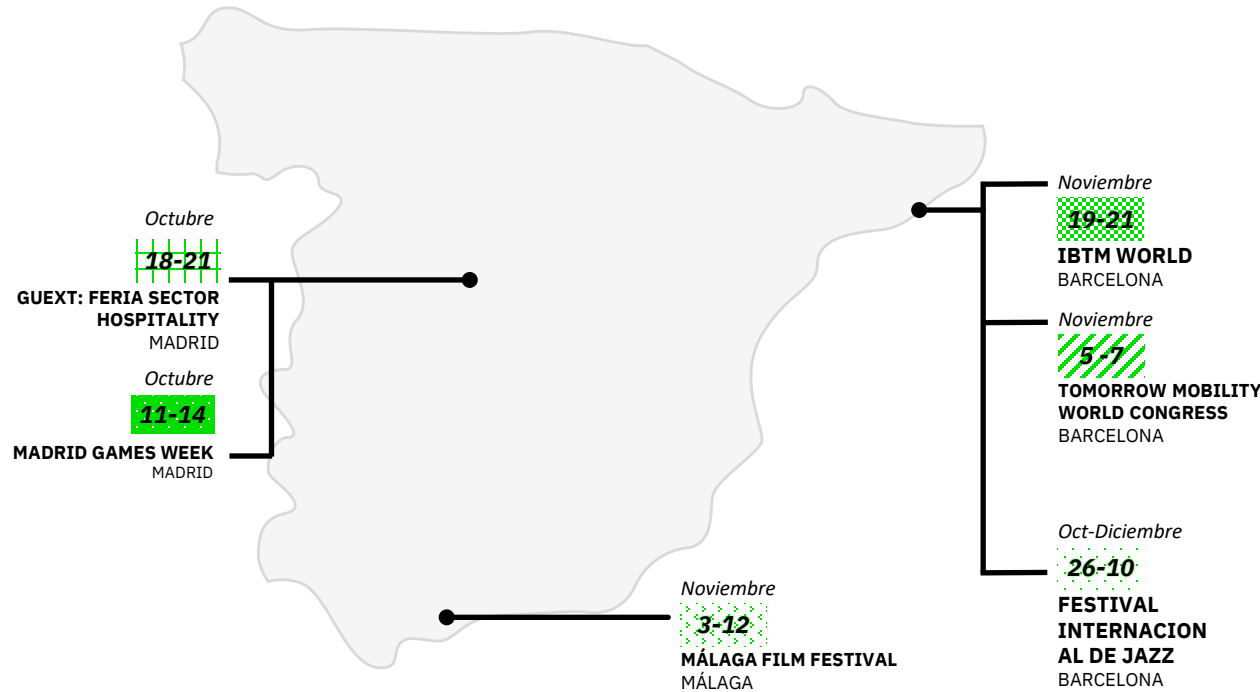 Octubre
18-21
GUEXT: FERIA SECTOR
HOSPITALITY
MADRID
Octubre
11-14
MADRID GAMES WEEK
MADRID
Noviembre
19-21
IBTM WORLD
BARCELONA
Noviembre
5 -7
TOMORROW MOBILITY
WORLD CONGRESS
BARCELONA
Oct-Diciembre
26-10
FESTIVAL
INTERNACION
AL DE JAZZ
BARCELONA
Noviembre
3-12
MÁLAGA FILM FESTIVAL
MÁLAGA